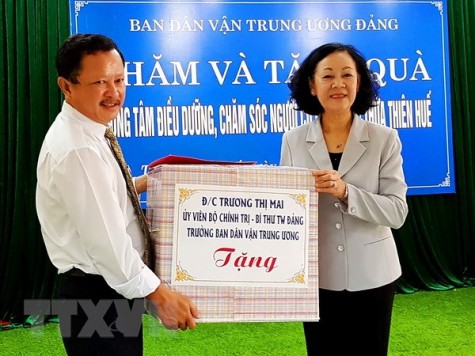 BAN DÂN VẬN TRUNG ƯƠNG ĐẢNG
HĂM VÀ QUÀ
TÂM ĐIỀU DƯỠNG, CHĂM SÓC NGƯỜI THIÊN HUẾ
Đ/C TRƯƠNG THỊ MAI
ỦY VIÊN BỘ CHÍNH TRỊ - BÍ THƯ TW ĐẢNG
TRƯỞNG BAN DÂN VẬN TRUNG ƯƠNG
Tặng
TTXVN